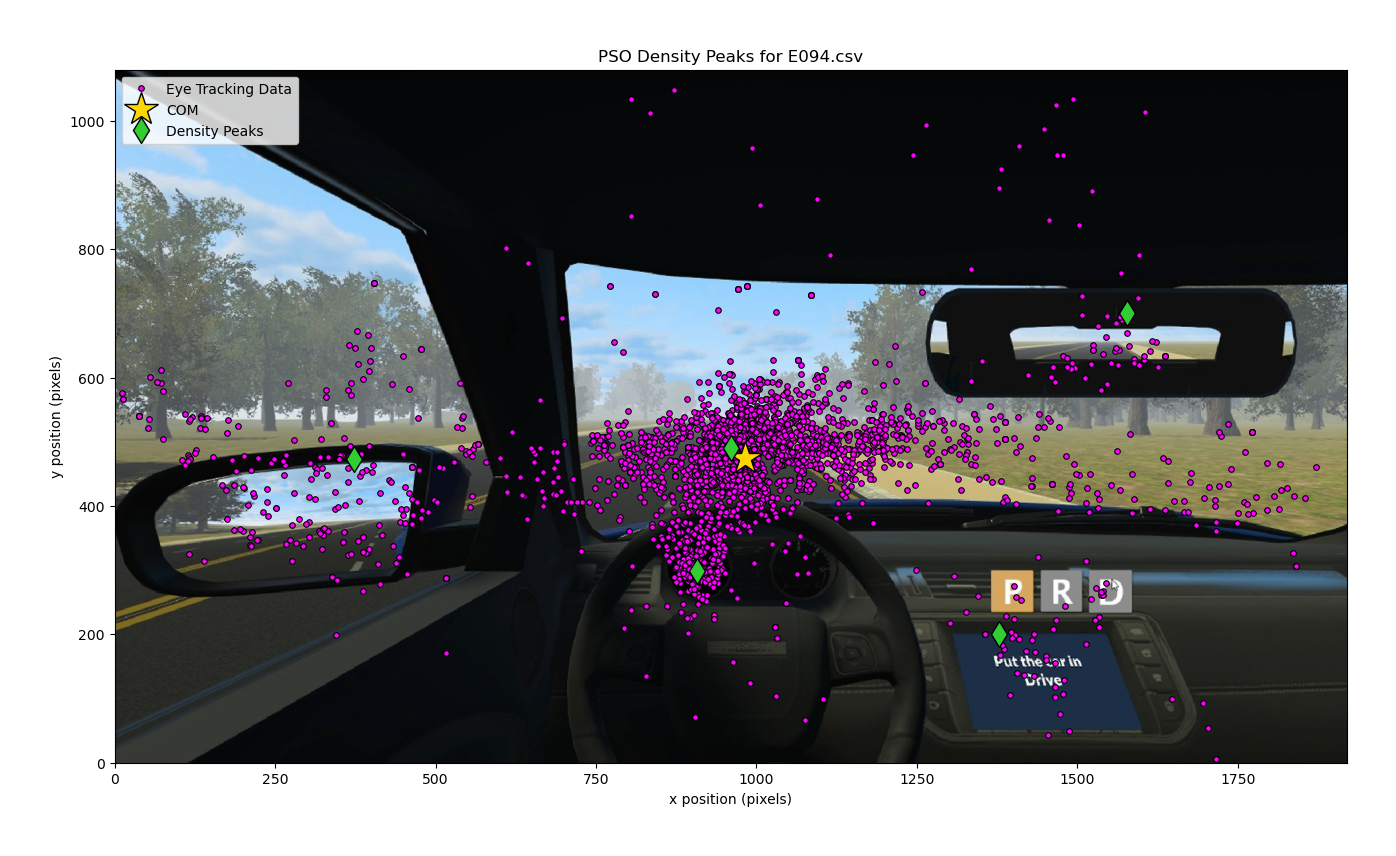 PSO Density Peaks for E094.csv
Eye Tracking Data
COM
Density Peaks
y position (pixels)
1000
800
600
400
200
0
P R D
Put the car in
Drive
0 250 500 750 1000 1250 1500 1750
x position (pixels)